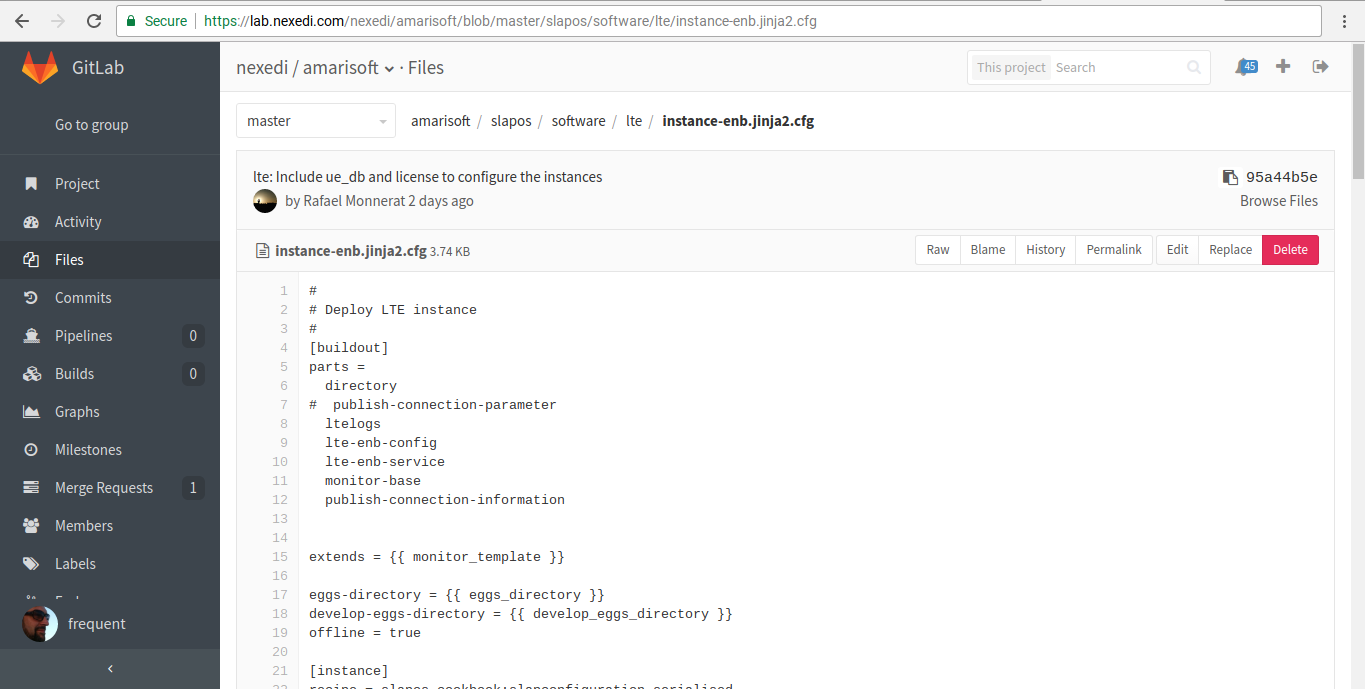 Secure https://lab.nexedi.com/nexedi/amarisoft/blob/master/slapos/software/lte/instance-enb.jinja2.cfg
GitLab
nexedi / amarisoft · Files
This project Search
45
Go to group
master
amarisoft / slapos / software / lte / instance-enb.jinja2.cfg
Project
Activity
Files
Commits
Pipelines 0
Builds 0
Graphs
Milestones
Merge Requests 1
Members
Labels
frequent
lte: Include ue_db and license to configure the instances
95a44b5e
by Rafael Monnerat 2 days ago
Browse Files
instance-enb.jinja2.cfg 3.74 KB
Raw Blame History Permalink Edit Replace Delete
1 #
2 # Deploy LTE instance
3 #
4 [buildout]
5 parts =
6   directory
7 #  publish-connection-parameter
8   ltelogs
9   lte-enb-config
10   lte-enb-service
11   monitor-base
12   publish-connection-information
13
14
15 extends = {{ monitor_template }}
16
17 eggs-directory = {{ eggs_directory }}
18 develop-eggs-directory = {{ develop_eggs_directory }}
19 offline = true
20
21 [instance]
22 recipe = slapos.cookbook:slapconfiguration.serialised